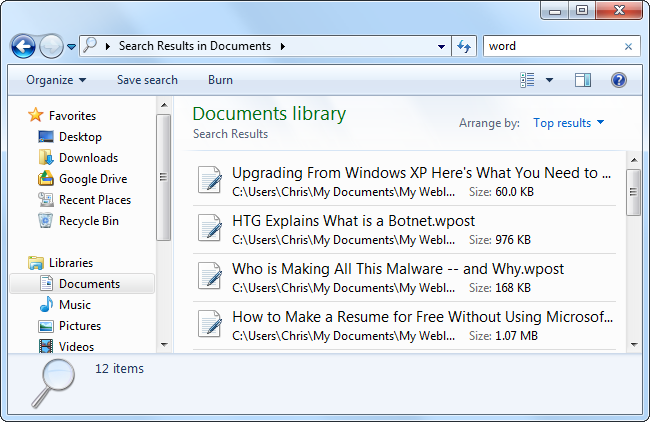 Search Results in Documents
word
Organize
Save search
Burn
Favorites
Desktop
Downloads
Google Drive
Recent Places
Recycle Bin
Libraries
Documents
Music
Pictures
Videos
Documents library
Search Results
Arrange by: Top results
Upgrading From Windows XP Here's What You Need to ...
C:\Users\Chris\My Documents\My Webl... Size: 60.0 KB
HTG Explains What is a Botnet.wpost
C:\Users\Chris\My Documents\My Webl... Size: 976 KB
Who is Making All This Malware -- and Why.wpost
C:\Users\Chris\My Documents\My Webl... Size: 168 KB
How to Make a Resume for Free Without Using Microsof...
C:\Users\Chris\My Documents\My Webl... Size: 1.07 MB
12 items